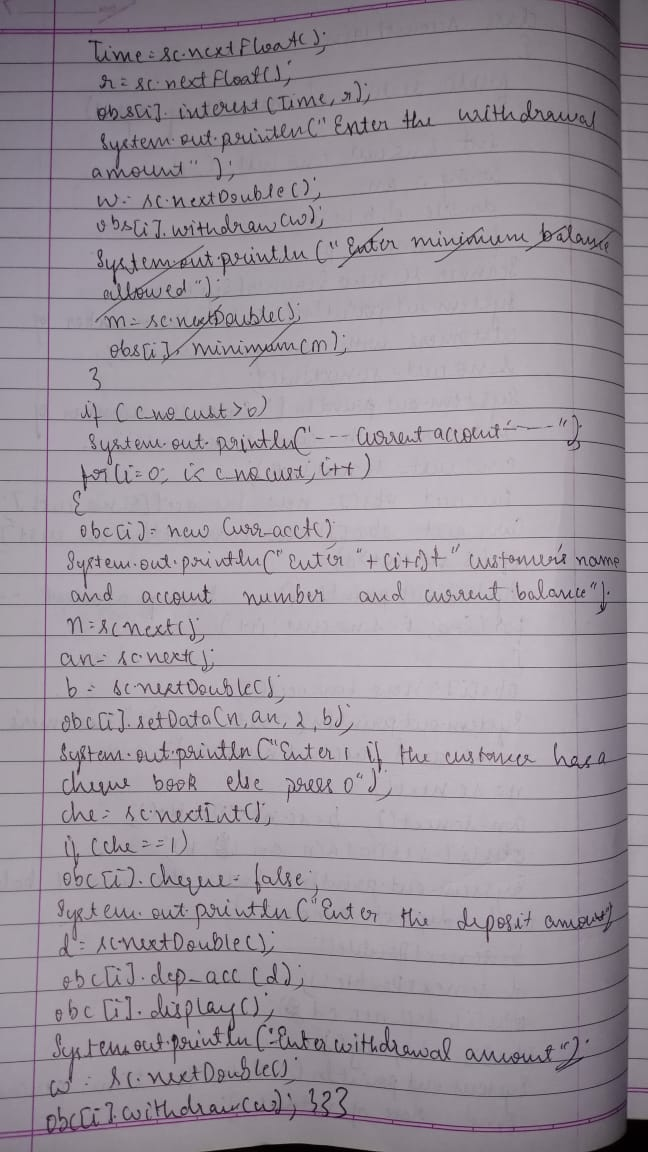 Time = sc.nextFloat();
r = sc.nextFloat();
obs[i].interest(Time, r);
System.out.println("Enter the withdrawal
amount");
w = sc.nextDouble();
obs[i].withdraw(w);
System.out.println("Enter minimum balance
allowed");
m = sc.nextDouble();
obs[i].minimum(m);
}
if (c_no cust > 0)
System.out.println("--- Current account ----");
for(i=0; i< c_no cust; i++)
{
obc[i] = new Curr_acct();
System.out.println("Enter "+(i+1)+" customer's name
and account number and current balance");
n = sc.next();
an = sc.next();
b = sc.nextDouble();
obc[i].setData(n, an, 2, b);
System.out.println("Enter 1 if the customer has a
cheque book else press 0");
che = sc.nextInt();
if (che == 1)
obc[i].cheque = false;
System.out.println("Enter the deposit amount")
d = sc.nextDouble();
obc[i].dep_acc(d);
obc[i].display();
System.out.println("Enter withdrawal amount");
w = sc.nextDouble();
obc[i].withdraw(w); }}}